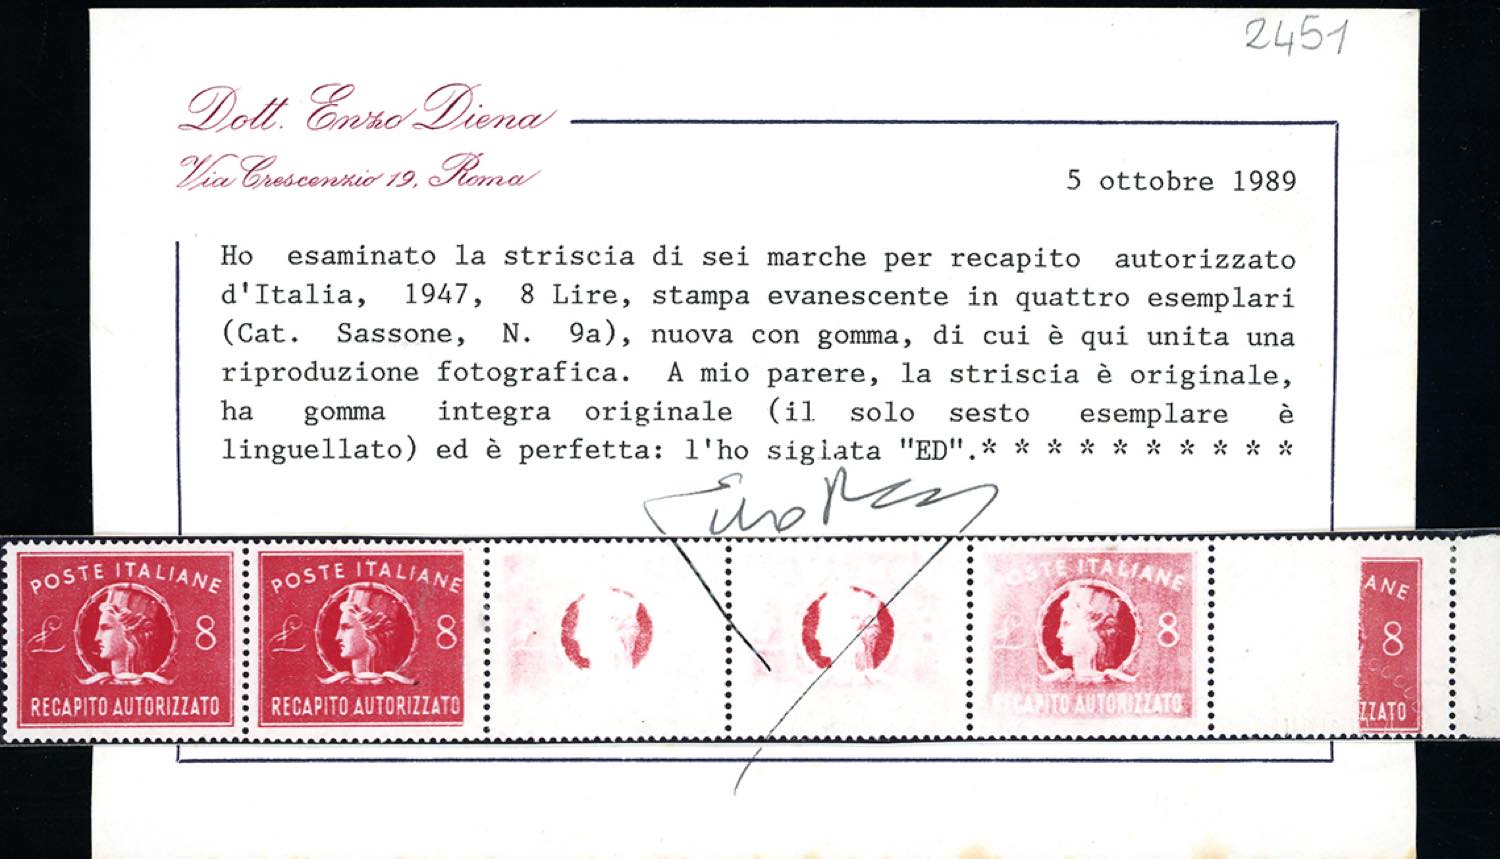 2451
Dott. Enzo Diena
Via Crescenzio 19, Roma
5 ottobre 1989
Ho esaminato la striscia di sei marche per recapito autorizzato
d'Italia, 1947, 8 Lire, stampa evanescente in quattro esemplari
(Cat. Sassone, N. 9a), nuova con gomma, di cui è qui unita una
riproduzione fotografica. A mio parere, la striscia è originale,
ha gomma integra originale (il solo sesto esemplare è
linguellato) ed è perfetta: l'ho siglata "ED".* * * * * * * * * *
POSTE ITALIANE
£ 8
RECAPITO AUTORIZZATO
POSTE ITALIANE
£ 8
RECAPITO AUTORIZZATO
POSTE ITALIANE
£ 8
RECAPITO AUTORIZZATO
ANE
8
ZZATO